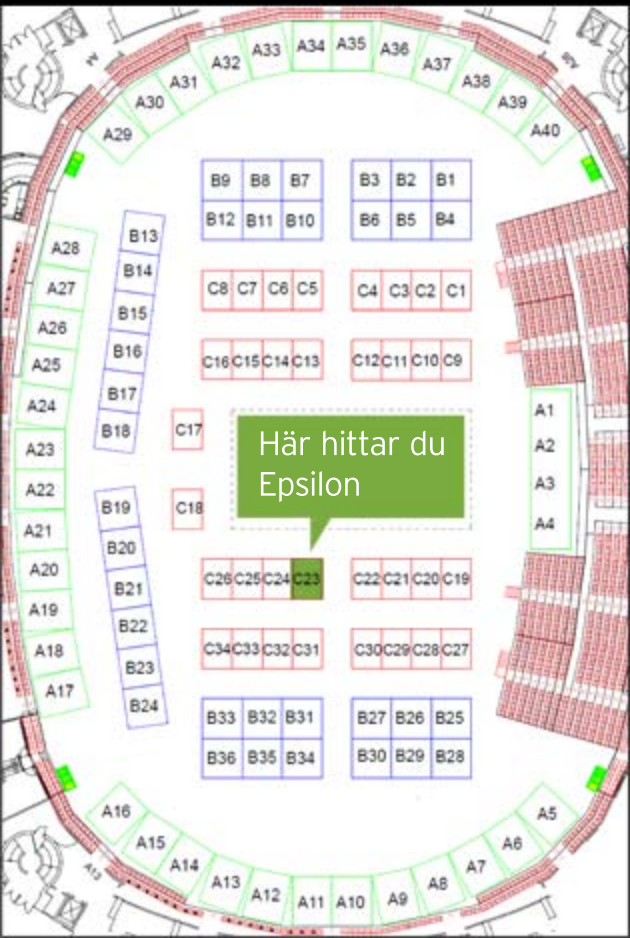 A29 A30 A31 A32 A33 A34 A35 A36 A37 A38 A39 A40
B9 B8 B7 B3 B2 B1
B12 B11 B10 B6 B5 B4
A28
A27
A26
A25
A24
A23
A22
A21
A20
A19
A18
A17
B13
B14
B15
B16
B17
B18
B19
B20
B21
B22
B23
B24
C8 C7 C6 C5 C4 C3 C2 C1
C16 C15 C14 C13 C12 C11 C10 C9
C17
C18
Här hittar du
Epsilon
A1
A2
A3
A4
C26 C25 C24 C23 C22 C21 C20 C19
C34 C33 C32 C31 C30 C29 C28 C27
B33 B32 B31 B27 B26 B25
B36 B35 B34 B30 B29 B28
A16 A15 A14 A13 A12 A11 A10 A9 A8 A7 A6 A5
A13